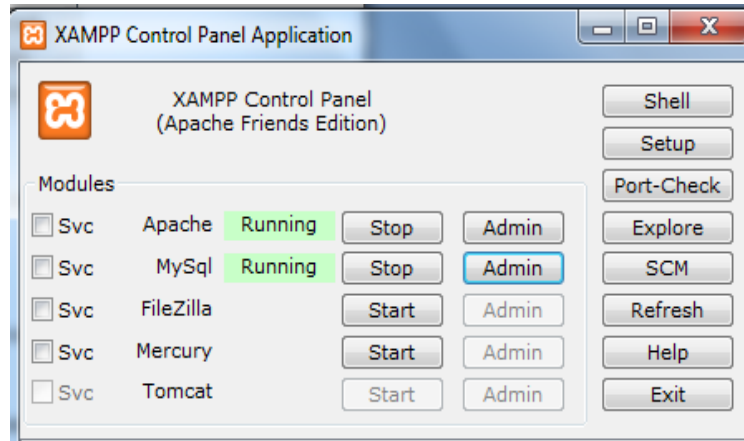 XAMPP Control Panel Application
XAMPP Control Panel
(Apache Friends Edition)
Shell
Setup
Modules
Port-Check
Svc Apache Running Stop Admin Explore
Svc MySql Running Stop Admin SCM
Svc FileZilla Start Admin Refresh
Svc Mercury Start Admin Help
Svc Tomcat Start Admin Exit